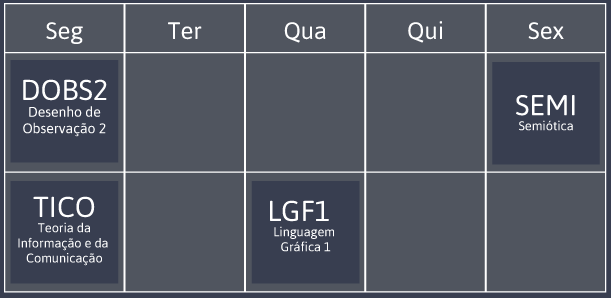 Seg
Ter
Qua
Qui
Sex
DOBS2
Desenho de
Observação 2
SEMI
Semiótica
TICO
Teoria da
Informação e da
Comunicação
LGF1
Linguagem
Gráfica 1